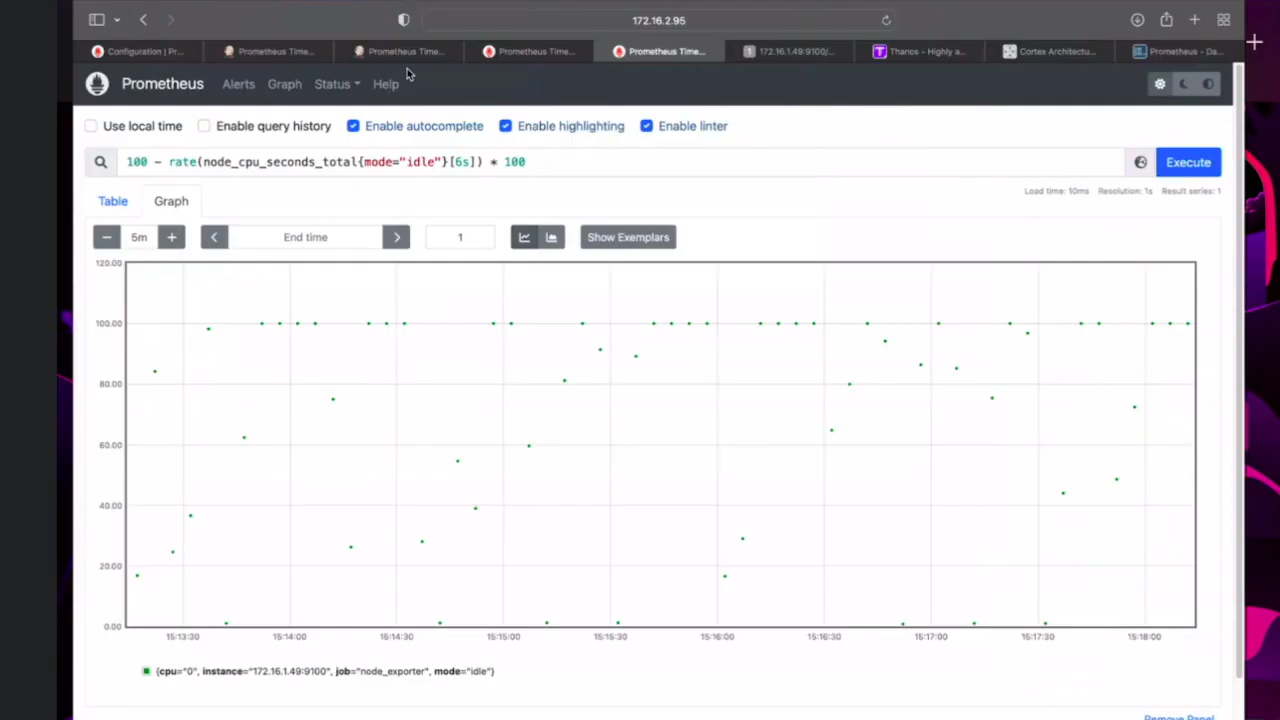 172.16.2.95
Configuration | Pr...
Prometheus Time...
Prometheus Time...
Prometheus Time...
Prometheus Time...
1
172.16.1.49:9100/...
T
Thanos - Highly a...
Cortex Architectu...
Prometheus - Da...
Prometheus
Alerts
Graph
Status
Help
Use local time
Enable query history
Enable autocomplete
Enable highlighting
Enable linter
100 - rate(node_cpu_seconds_total{mode="idle"}[6s]) * 100
Execute
Load time: 10ms
Resolution: 1s
Result series: 1
Table
Graph
5m
End time
1
Show Exemplars
120.00
100.00
80.00
60.00
40.00
20.00
0.00
15:13:30
15:14:00
15:14:30
15:15:00
15:15:30
15:16:00
15:16:30
15:17:00
15:17:30
15:18:00
{cpu="0", instance="172.16.1.49:9100", job="node_exporter", mode="idle"}
Remove Panel